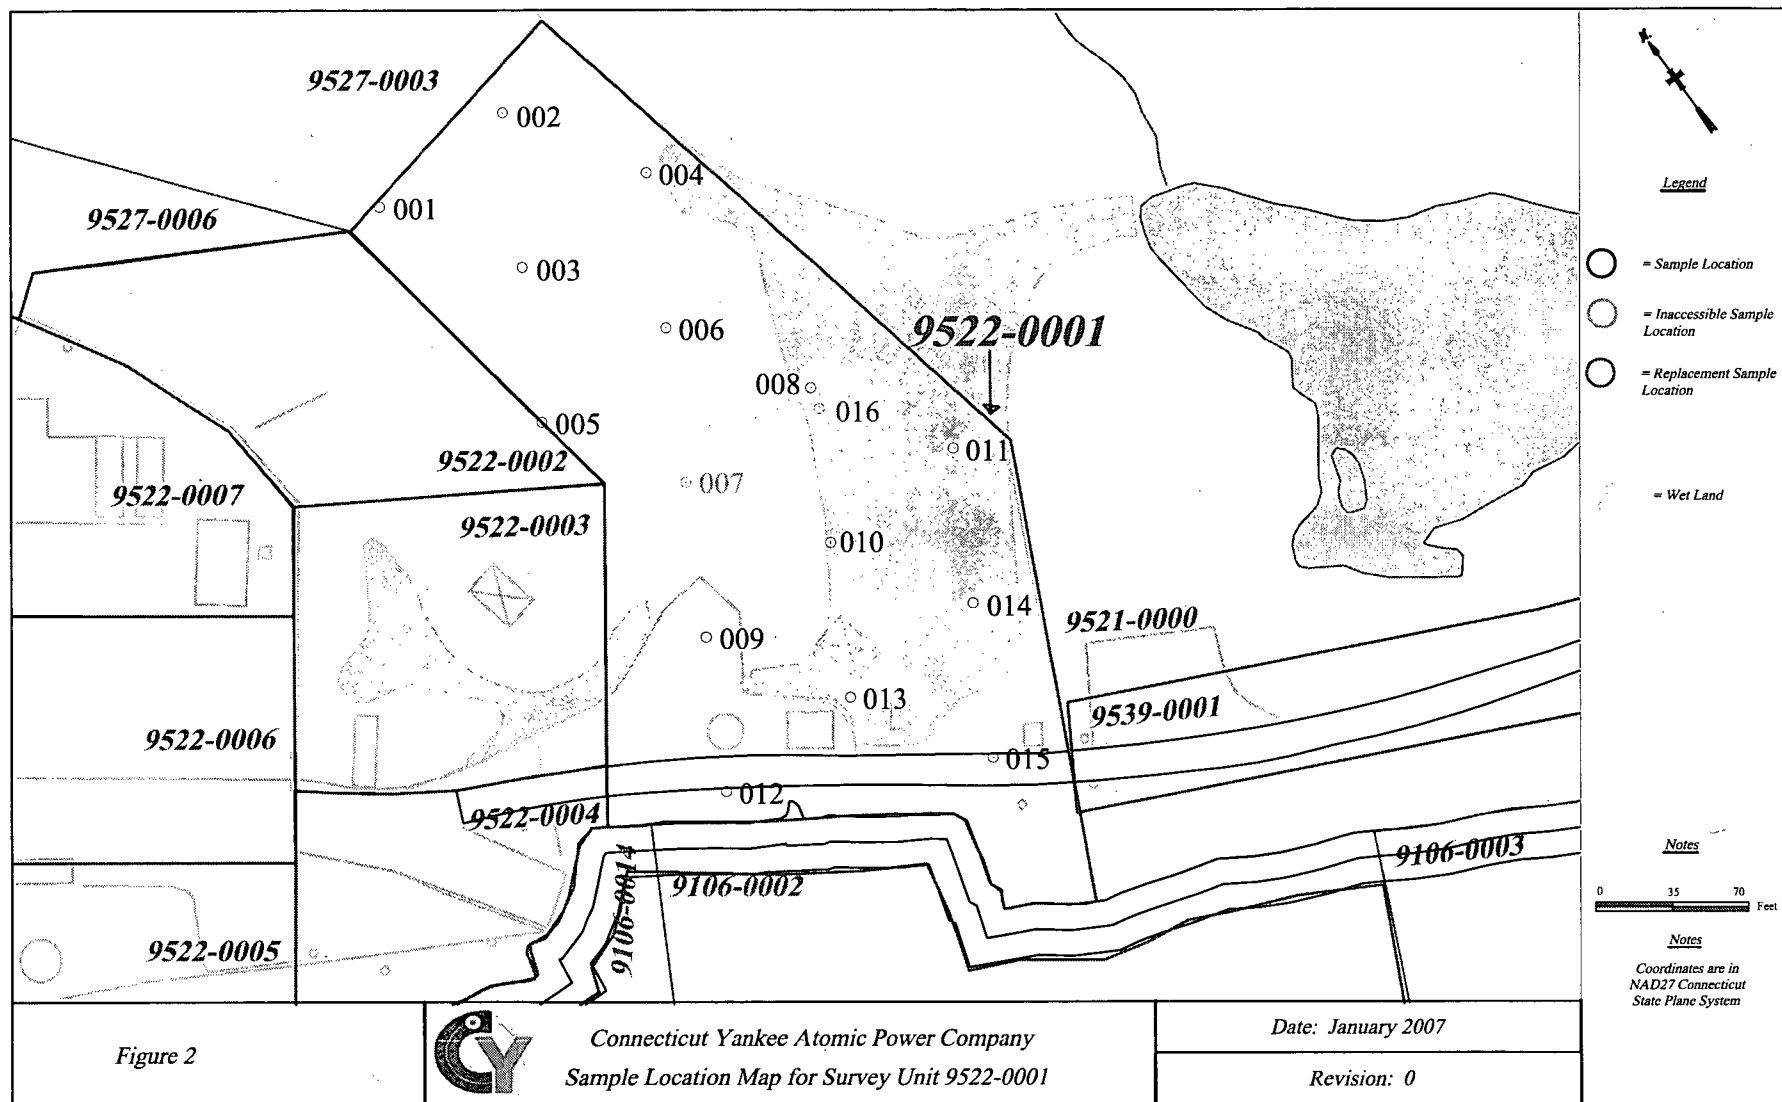 9527-0003
002
004
001
9527-0006
003
006
9522-0001
008
016
005
011
9522-0002
007
9522-0007
9522-0003
010
014
009
9521-0000
013
9539-0001
9522-0006
015
012
9522-0004
9106-0003
9106-0014
9106-0002
9522-0005
Legend
= Sample Location
= Inaccessible Sample
Location
= Replacement Sample
Location
= Wet Land
Notes
0 35 70
Feet
Notes
Coordinates are in
NAD27 Connecticut
State Plane System
Figure 2
CY
Connecticut Yankee Atomic Power Company
Sample Location Map for Survey Unit 9522-0001
Date: January 2007
Revision: 0